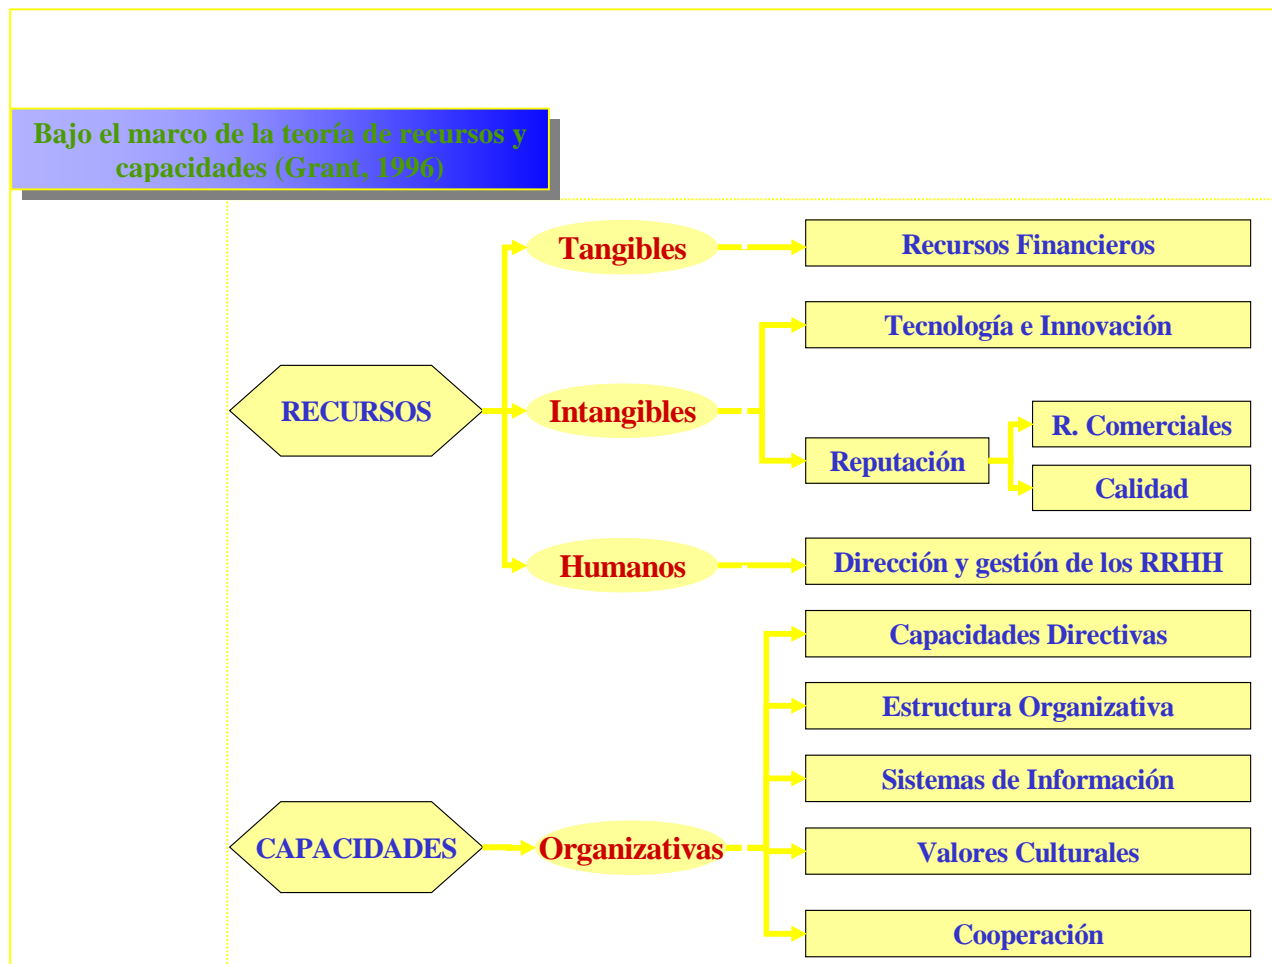 Bajo el marco de la teoría de recursos y
capacidades (Grant, 1996)
Tangibles
Recursos Financieros
Tecnología e Innovación
RECURSOS
Intangibles
R. Comerciales
Reputación
Calidad
Humanos
Dirección y gestión de los RRHH
Capacidades Directivas
Estructura Organizativa
Sistemas de Información
CAPACIDADES
Organizativas
Valores Culturales
Cooperación